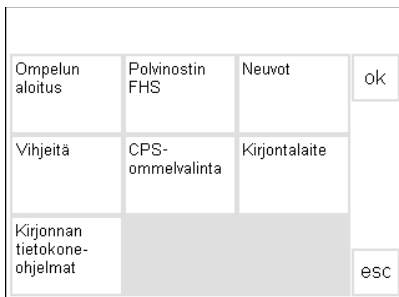 Ompelun
aloitus
Polvinostin
FHS
Neuvot
ok
Vihjeitä
CPS-
ommelvalinta
Kirjontalaite
Kirjonnan
tietokone-
ohjelmat
esc